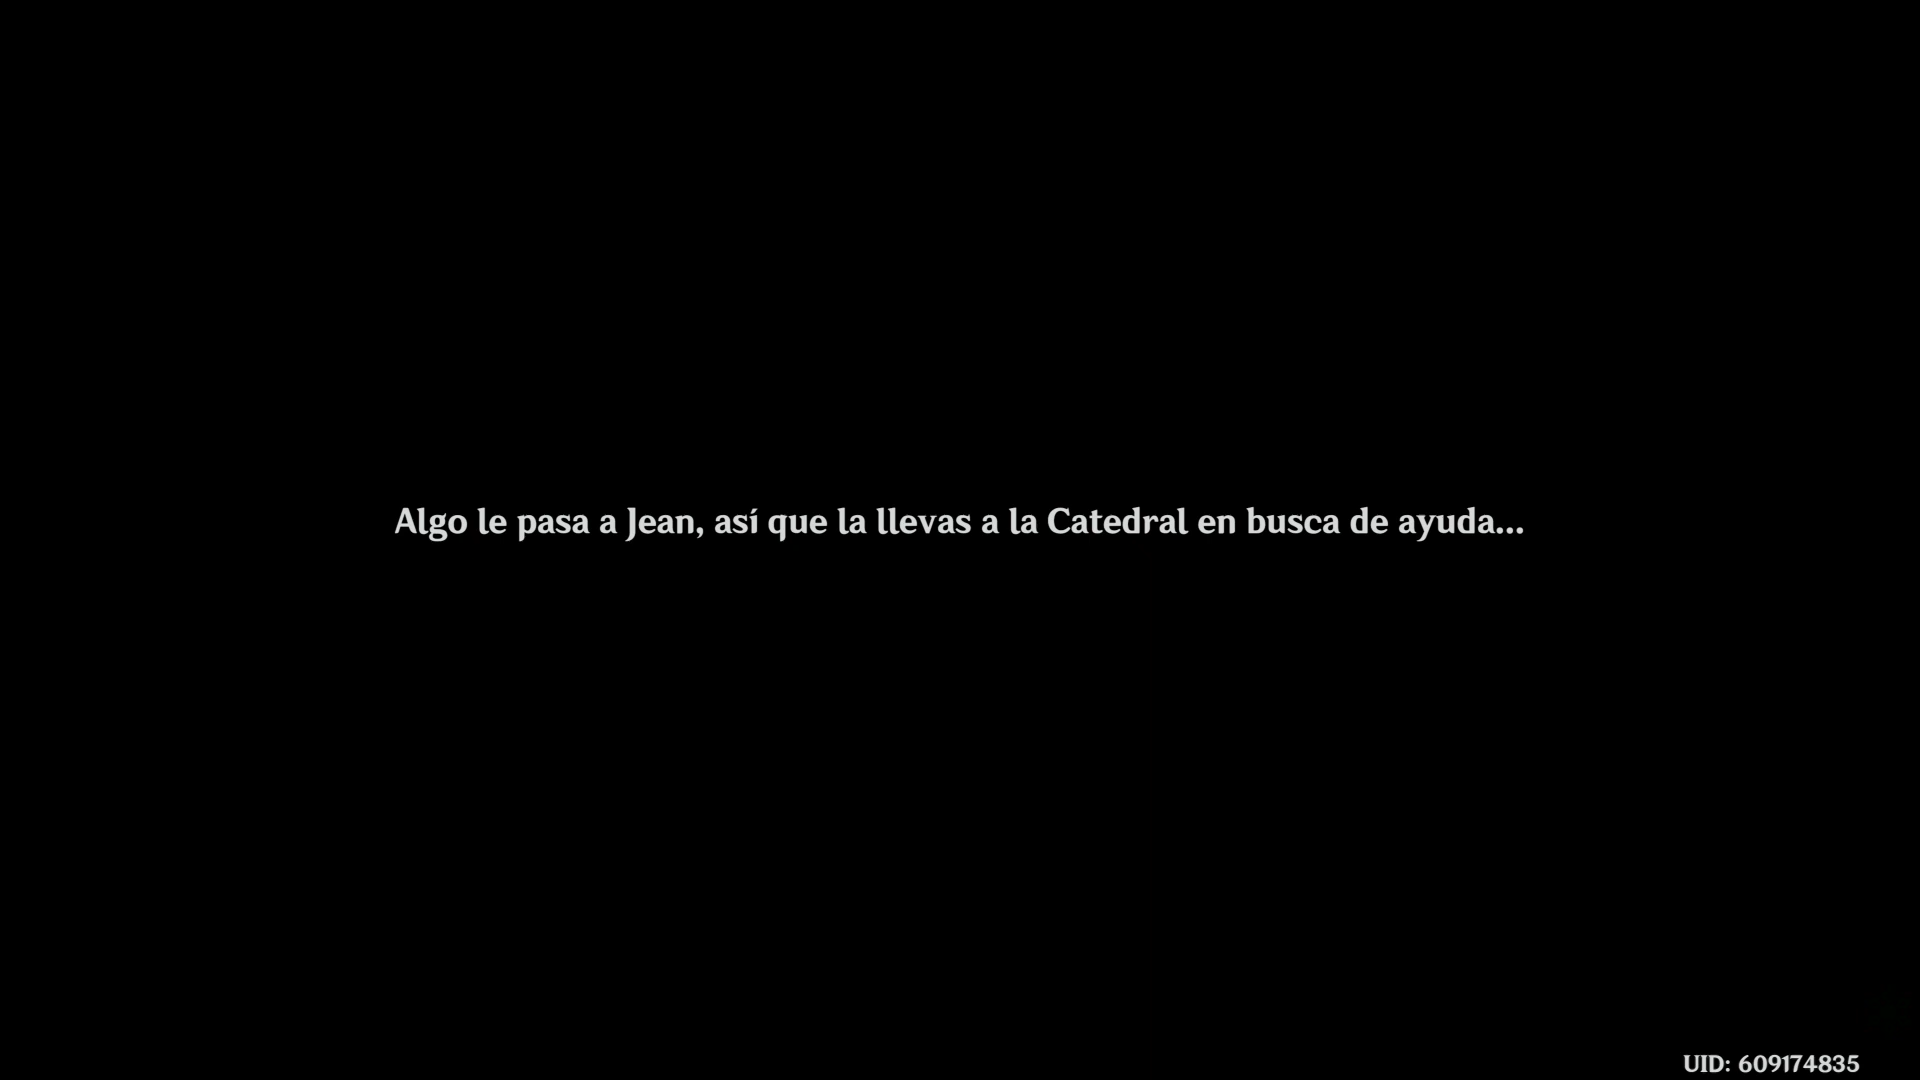 Algo le pasa a Jean, así que la llevas a la Catedral en busca de ayuda...
UID: 609174835